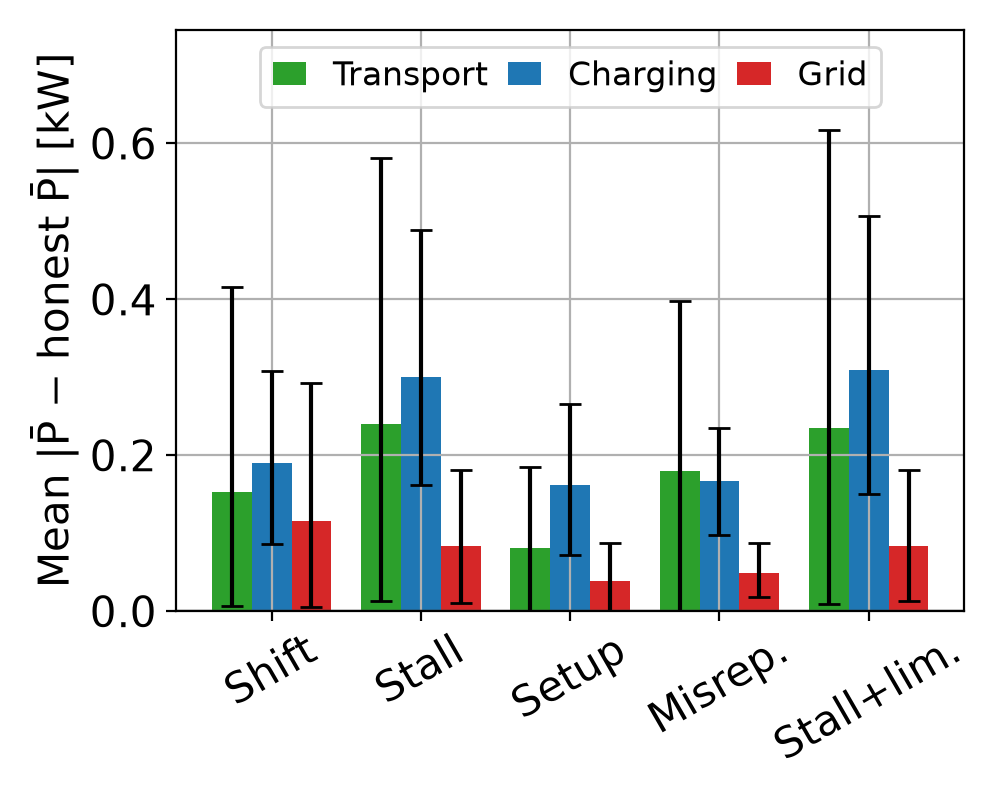 Mean |P̄ − honest P̄| [kW]
Transport Charging Grid
0.6
0.4
0.2
0.0
Shift Stall Setup Misrep. Stall+lim.